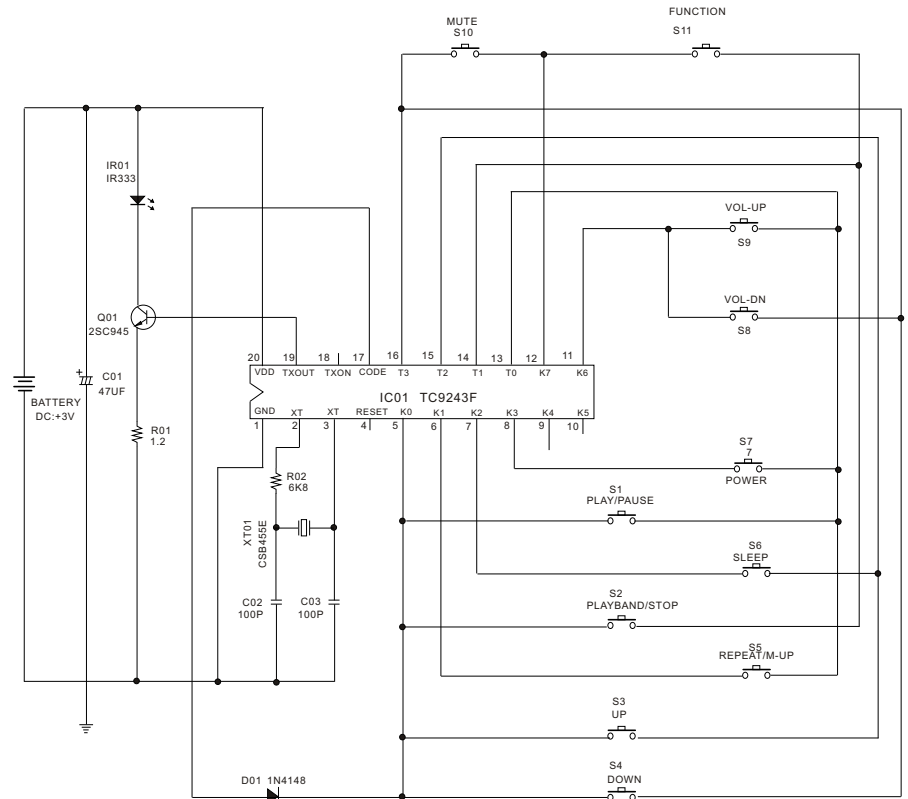 FUNCTION
MUTE
S10
S11
IR01
IR333
VOL-UP
S9
VOL-DN
S8
Q01
2SC945
20 19 18 17 16 15 14 13 12 11
VDD TXOUT TXON CODE T3 T2 T1 T0 K7 K6
+
C01
47UF
BATTERY
DC:+3V
IC01 TC9243F
GND XT XT RESET K0 K1 K2 K3 K4 K5
1 2 3 4 5 6 7 8 9 10
R01
1.2
S7
7
POWER
R02
6K8
S1
PLAY/PAUSE
XT01
CSB455E
S6
SLEEP
S2
PLAYBAND/STOP
C02
100P
C03
100P
S5
REPEAT/M-UP
S3
UP
S4
DOWN
D01 1N4148